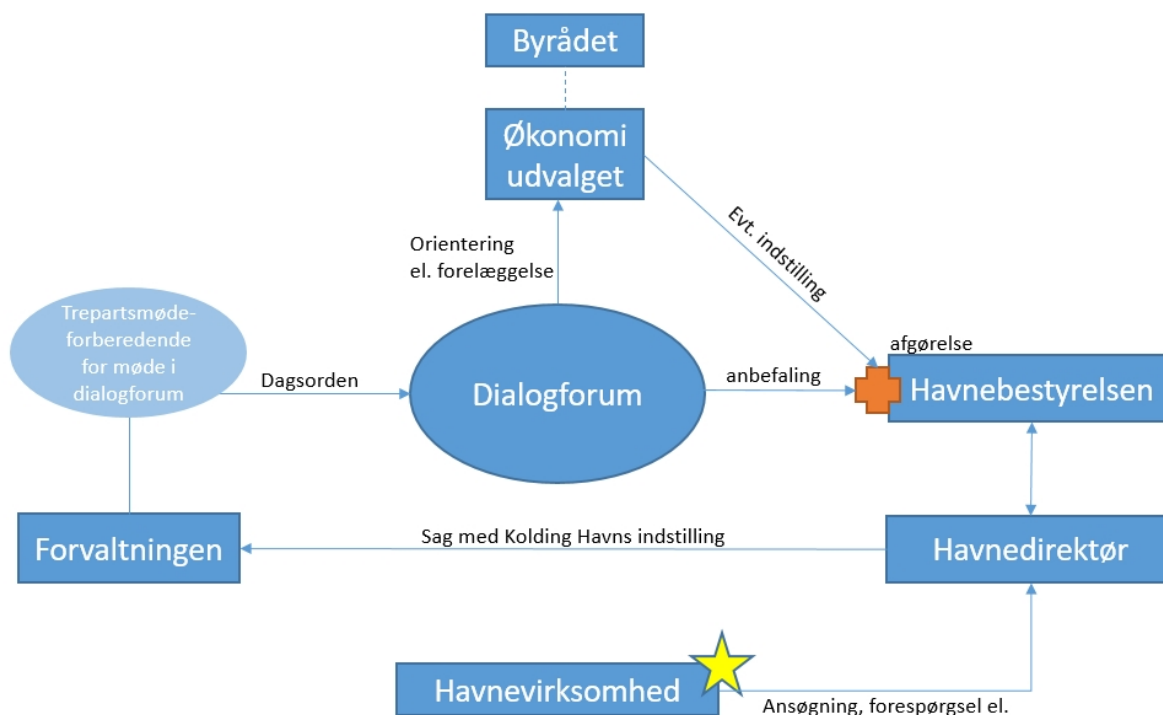 Byrådet
Økonomi
udvalget
Orientering
el. forelæggelse
Evt. indstilling
Trepartsmøde-
forberedende
for møde i
dialogforum
Dagsorden
Dialogforum
anbefaling
afgørelse
Havnebestyrelsen
Forvaltningen
Sag med Kolding Havns indstilling
Havnedirektør
Havnevirksomhed
Ansøgning, forespørgsel el.